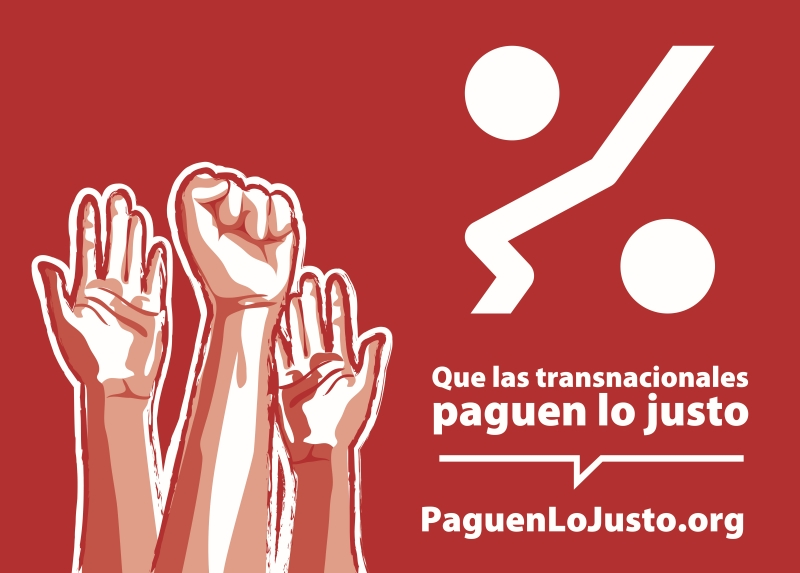 Que las transnacionales
paguen lo justo
PaguenLoJusto.org